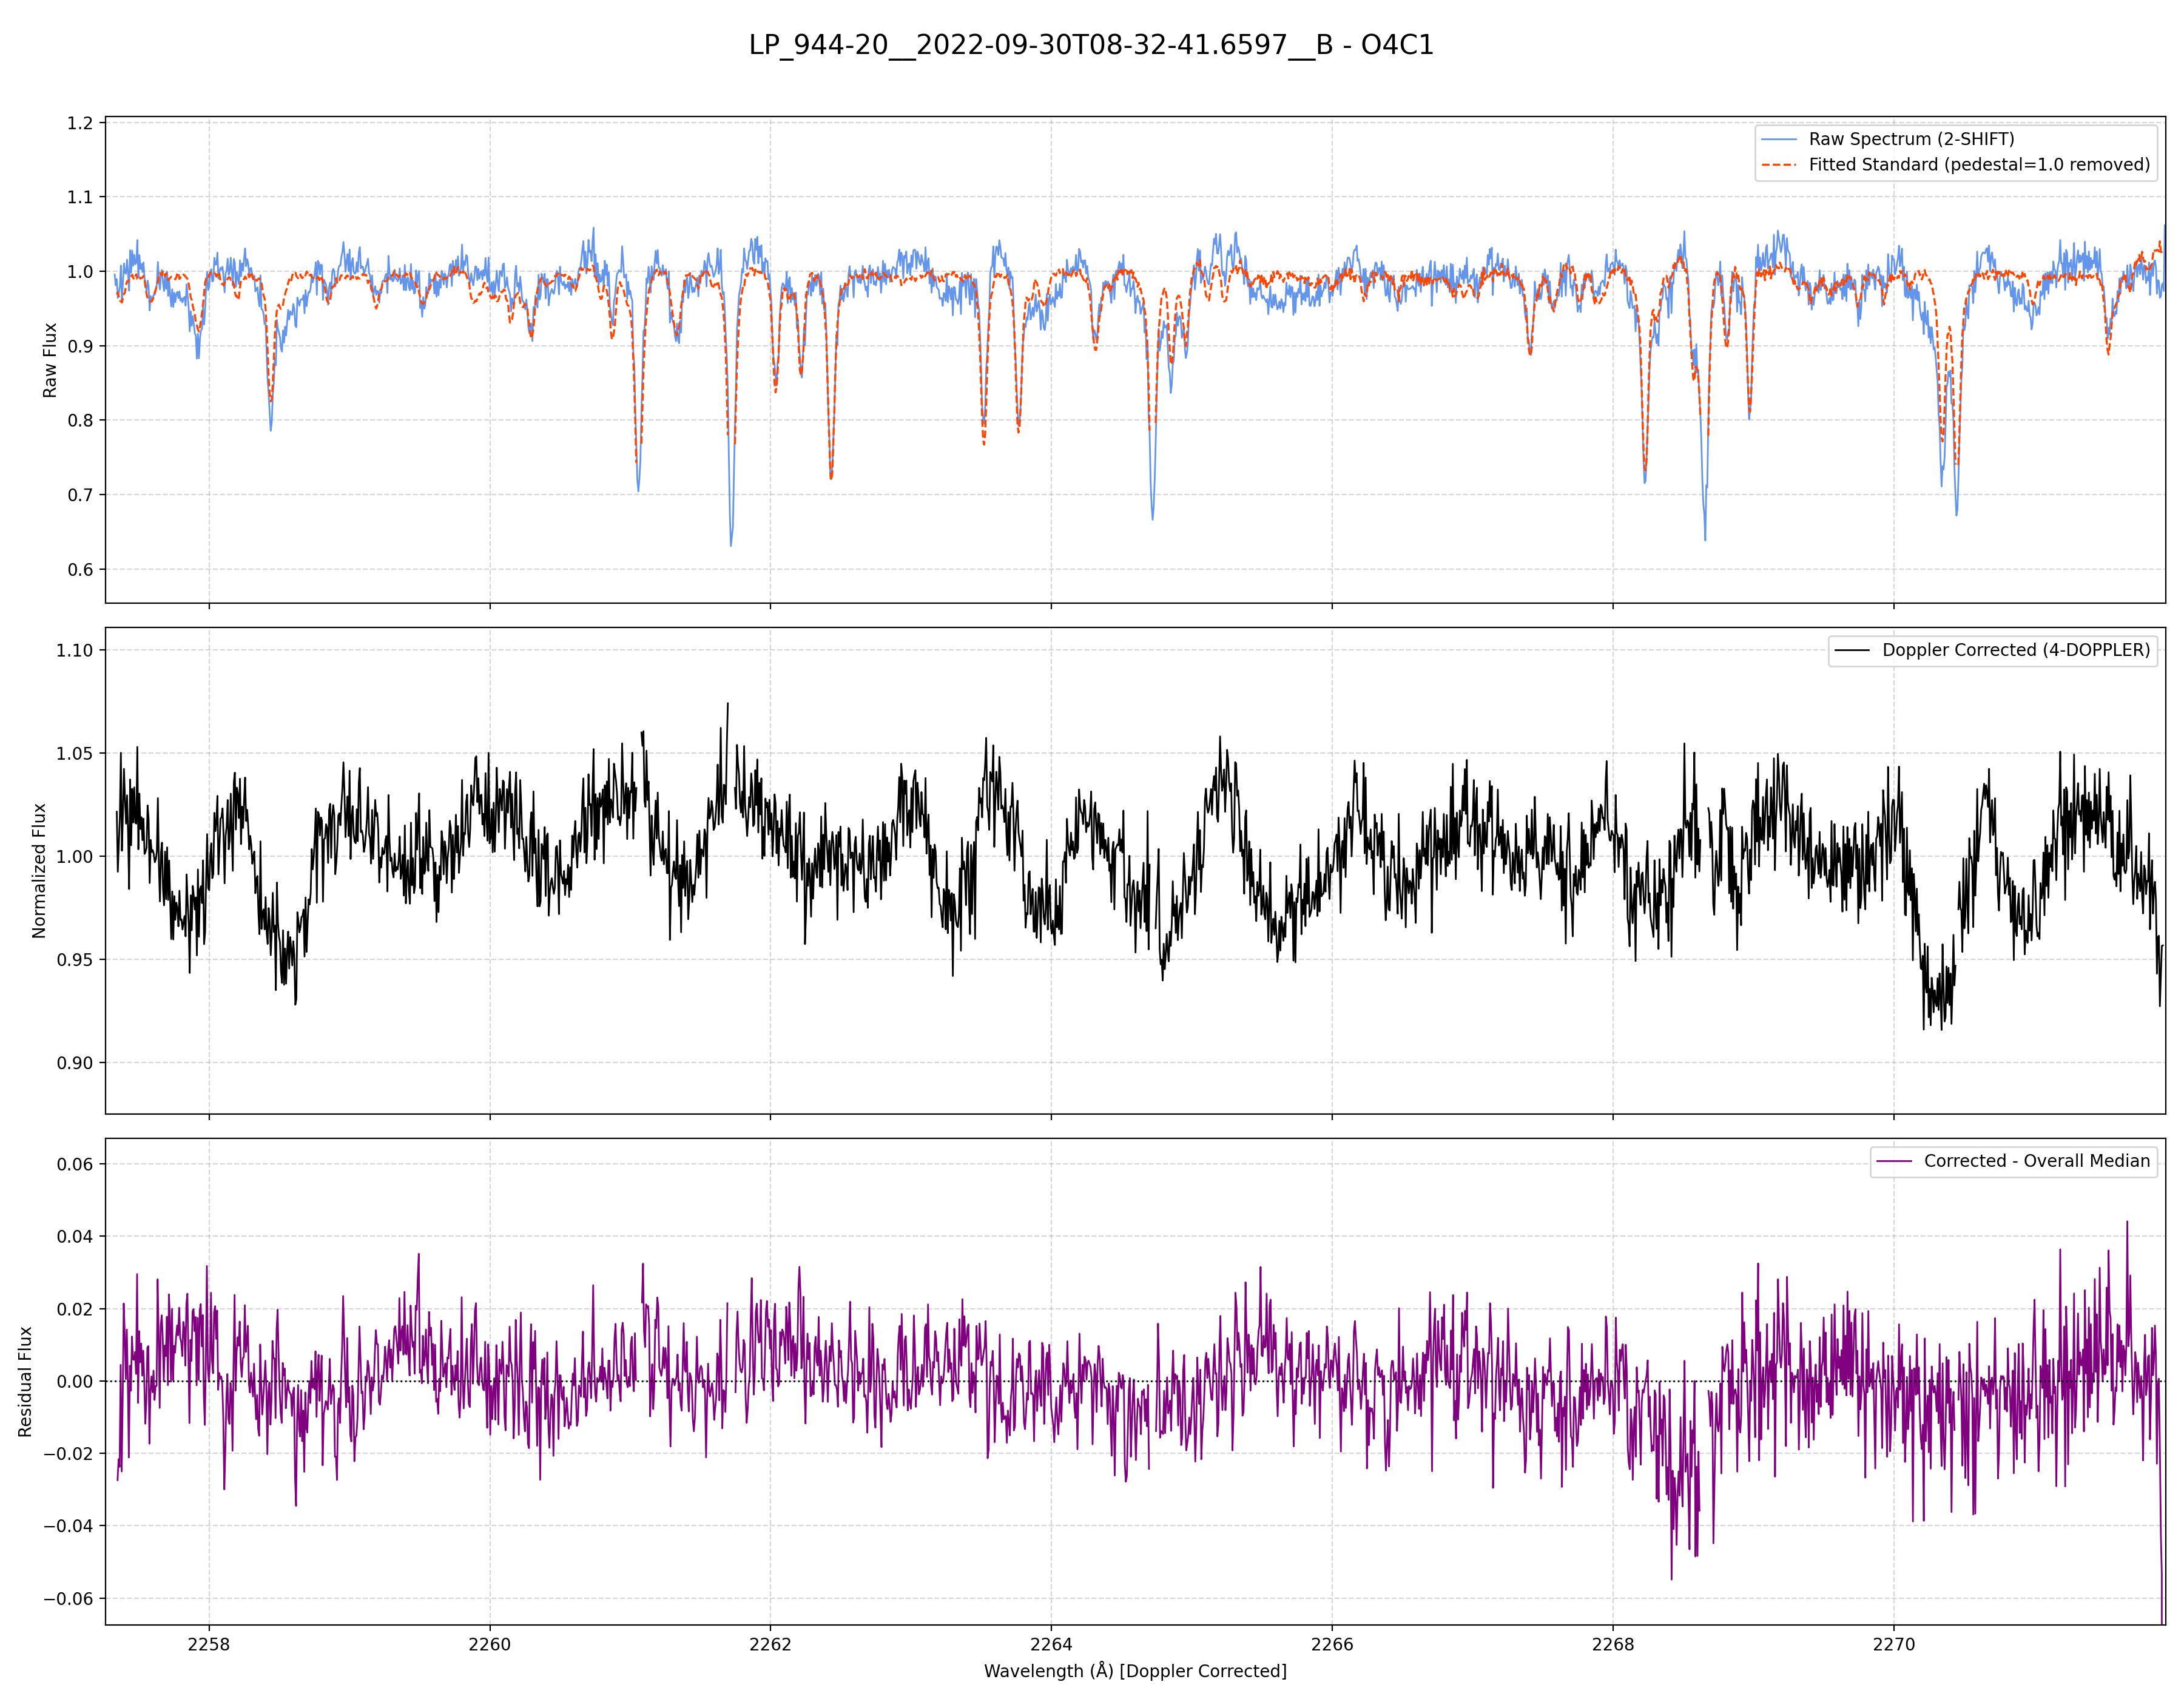 LP_944-20__2022-09-30T08-32-41.6597__B - O4C1
Raw Flux
1.2
1.1
1.0
0.9
0.8
0.7
0.6
Raw Spectrum (2-SHIFT)
Fitted Standard (pedestal=1.0 removed)
Normalized Flux
1.10
1.05
1.00
0.95
0.90
Doppler Corrected (4-DOPPLER)
Residual Flux
0.06
0.04
0.02
0.00
−0.02
−0.04
−0.06
Corrected - Overall Median
2258 2260 2262 2264 2266 2268 2270
Wavelength (Å) [Doppler Corrected]